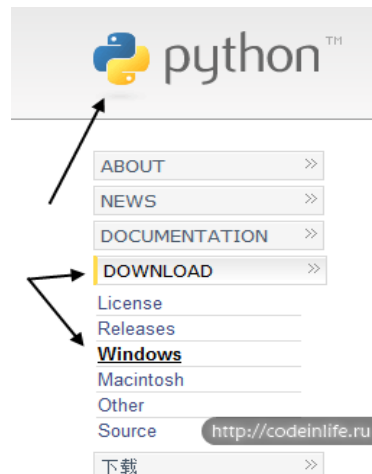 python™
ABOUT »
NEWS »
DOCUMENTATION »
DOWNLOAD »
License
Releases
Windows
Macintosh
Other
Source
http://codeinlife.ru
下载 »